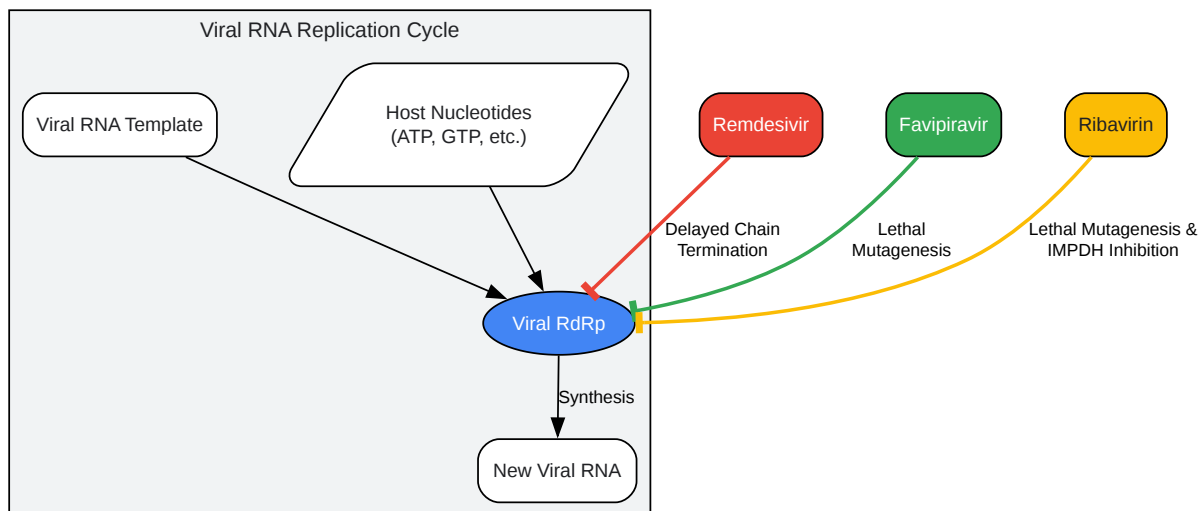 Viral RNA Replication Cycle
Viral RNA Template
Host Nucleotides
(ATP, GTP, etc.)
Remdesivir
Favipiravir
Ribavirin
Delayed Chain
Termination
Lethal
Mutagenesis
Lethal Mutagenesis &
IMPDH Inhibition
Viral RdRp
Synthesis
New Viral RNA